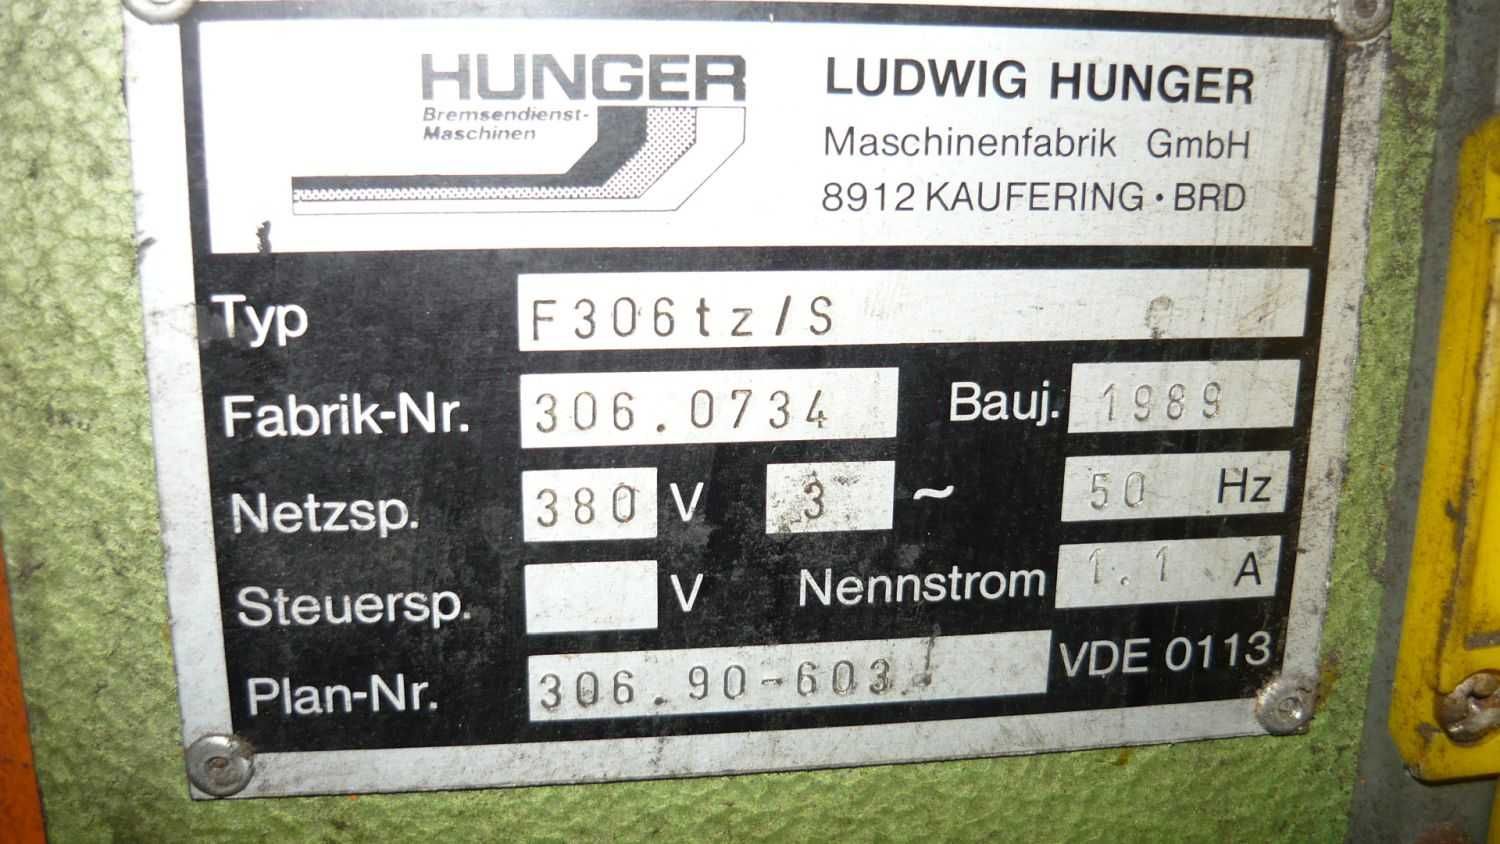 HUNGER
Bremsendienst-
Maschinen
LUDWIG HUNGER
Maschinenfabrik GmbH
8912 KAUFERING · BRD
Typ F306tz/S
Fabrik-Nr. 306.0734 Bauj. 1989
Netzsp. 380 V 3 ~ 50 Hz
Steuersp. V Nennstrom 1.1 A
Plan-Nr. 306.90-603 VDE 0113